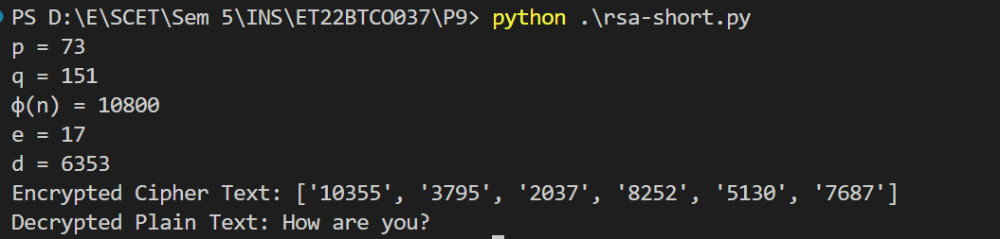 PS D:\E\SCET\Sem 5\INS\ET22BTCO037\P9> python .\rsa-short.py
p = 73
q = 151
φ(n) = 10800
e = 17
d = 6353
Encrypted Cipher Text: ['10355', '3795', '2037', '8252', '5130', '7687']
Decrypted Plain Text: How are you?